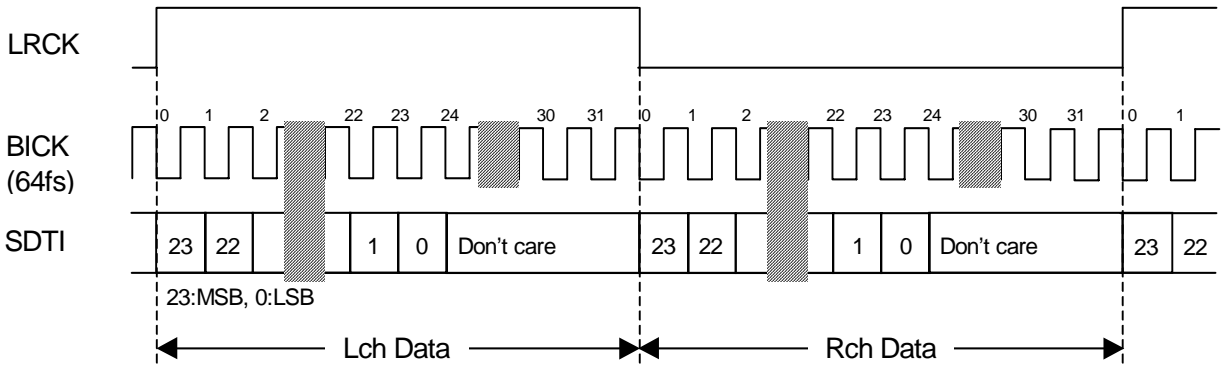 LRCK
0 1 2 22 23 24 30 31 0 1 2 22 23 24 30 31 0 1
BICK
(64fs)
SDTI 23 22 1 0 Don't care 23 22 1 0 Don't care 23 22
23:MSB, 0:LSB
Lch Data Rch Data